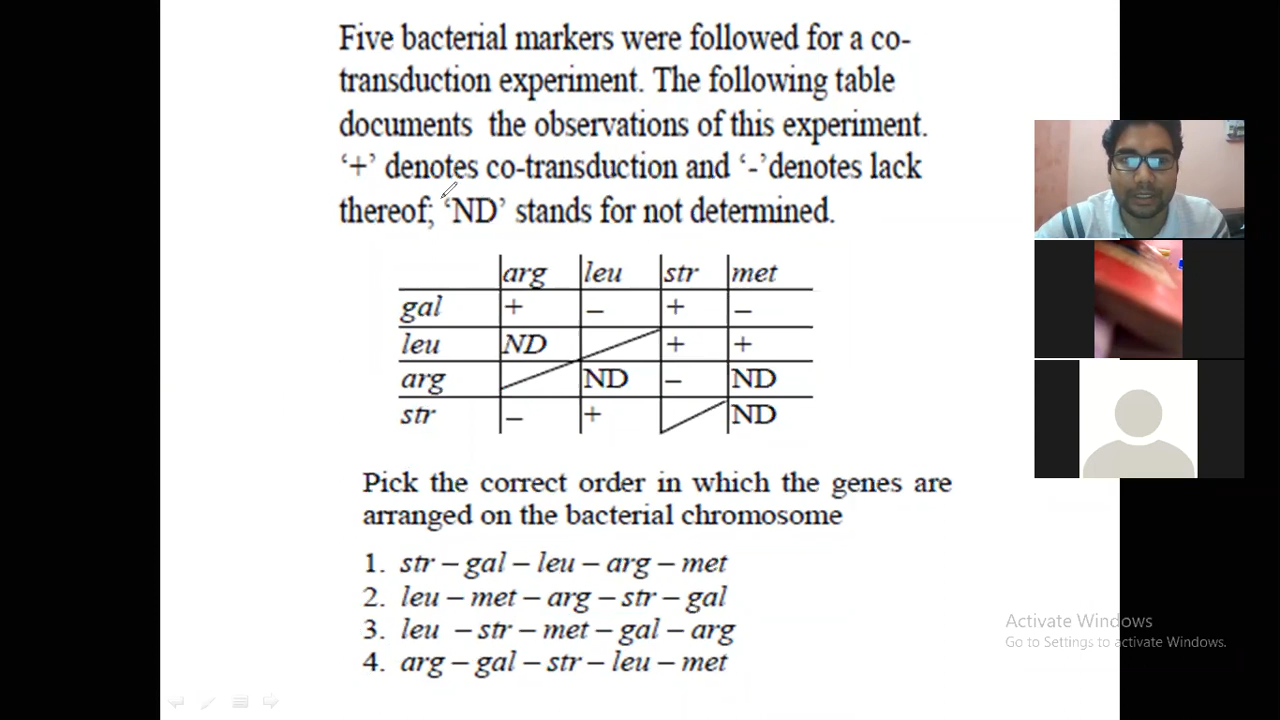 Five bacterial markers were followed for a co-
transduction experiment. The following table
documents the observations of this experiment.
‘+’ denotes co-transduction and ‘-’denotes lack
thereof; ‘ND’ stands for not determined.
arg leu str met
gal + – + –
leu ND + +
arg ND – ND
str – + ND
Pick the correct order in which the genes are
arranged on the bacterial chromosome
1. str – gal – leu – arg – met
2. leu – met – arg – str – gal
3. leu – str – met – gal – arg
4. arg – gal – str – leu – met
Activate Windows
Go to Settings to activate Windows.